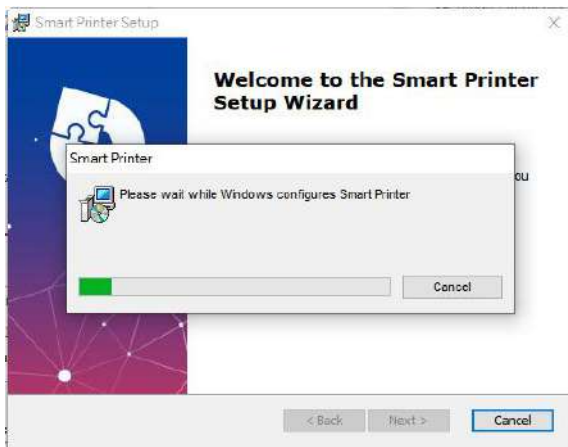 Smart Printer Setup
Welcome to the Smart Printer
Setup Wizard
Smart Printer
ou
Please wait while Windows configures Smart Printer
Cancel
< Back
Next >
Cancel